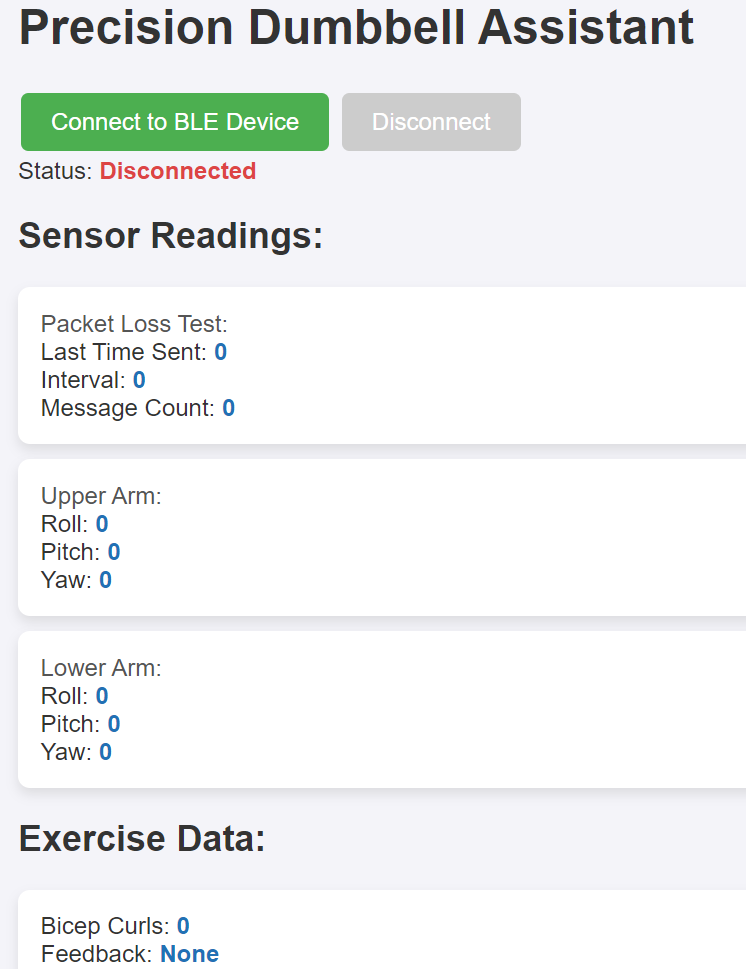 Precision Dumbbell Assistant
Connect to BLE Device
Disconnect
Status: Disconnected
Sensor Readings:
Packet Loss Test:
Last Time Sent: 0
Interval: 0
Message Count: 0
Upper Arm:
Roll: 0
Pitch: 0
Yaw: 0
Lower Arm:
Roll: 0
Pitch: 0
Yaw: 0
Exercise Data:
Bicep Curls: 0
Feedback: None